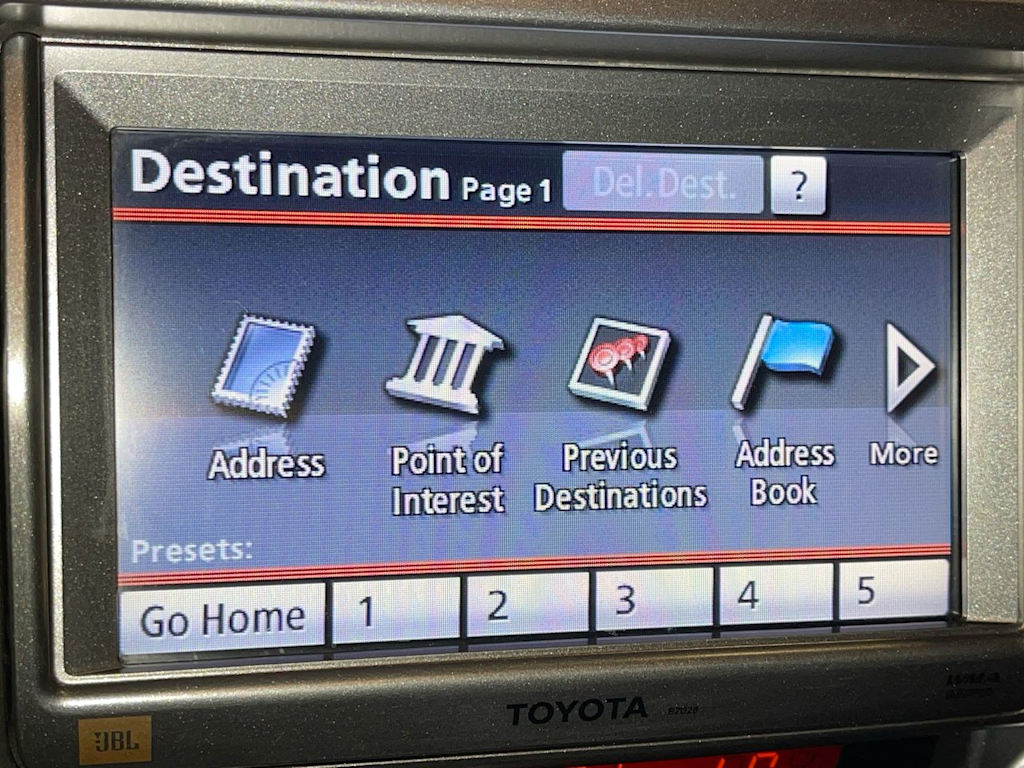 Destination Page 1 Del.Dest. ?
Address
Point of
Interest
Previous
Destinations
Address
Book
More
Presets:
Go Home 1 2 3 4 5
TOYOTA
JBL